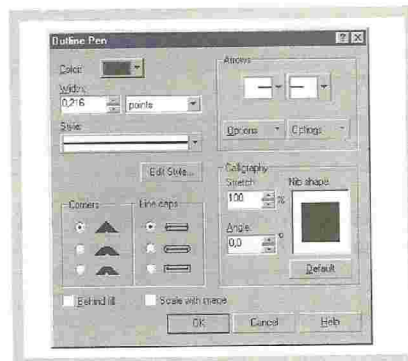 Outline Pen
Color:
Arrows
Width:
0,216
points
Style:
Options
Options
Edit Style...
Calligraphy
Stretch:
Nib shape:
100
%
Corners
Line caps
Angle:
0,0
°
Default
Behind fill
Scale with image
OK
Cancel
Help